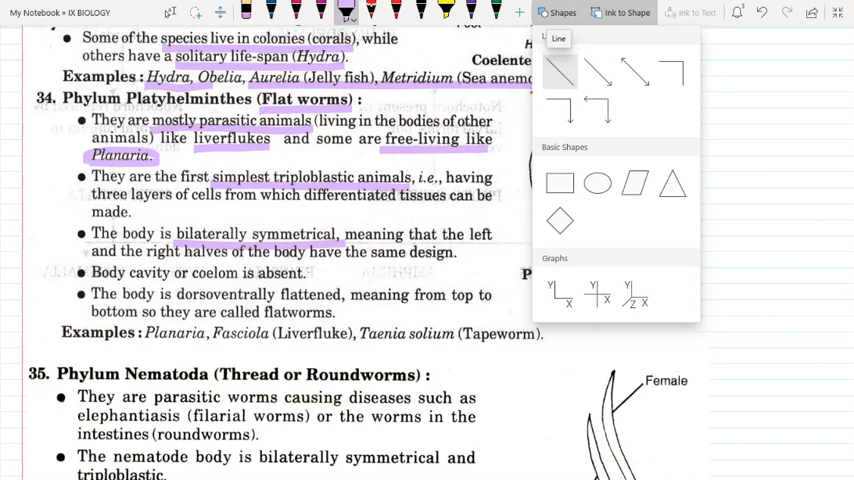 My Notebook » IX BIOLOGY
Shapes
Ink to Shape
Ink to Text
Line
● Some of the species live in colonies (corals), while
others have a solitary life-span (Hydra).
Coelente
Examples : Hydra, Obelia, Aurelia (Jelly fish), Metridium (Sea anemo
34. Phylum Platyhelminthes (Flat worms) :
● They are mostly parasitic animals (living in the bodies of other
animals) like liverflukes and some are free-living like
Planaria.
● They are the first simplest triploblastic animals, i.e., having
three layers of cells from which differentiated tissues can be
made.
● The body is bilaterally symmetrical, meaning that the left
and the right halves of the body have the same design.
● Body cavity or coelom is absent.
● The body is dorsoventrally flattened, meaning from top to
bottom so they are called flatworms.
Examples : Planaria, Fasciola (Liverfluke), Taenia solium (Tapeworm).
Basic Shapes
Graphs
Y X
Y X
Y Z X
35. Phylum Nematoda (Thread or Roundworms) :
● They are parasitic worms causing diseases such as
elephantiasis (filarial worms) or the worms in the
intestines (roundworms).
● The nematode body is bilaterally symmetrical and
triploblastic.
Female